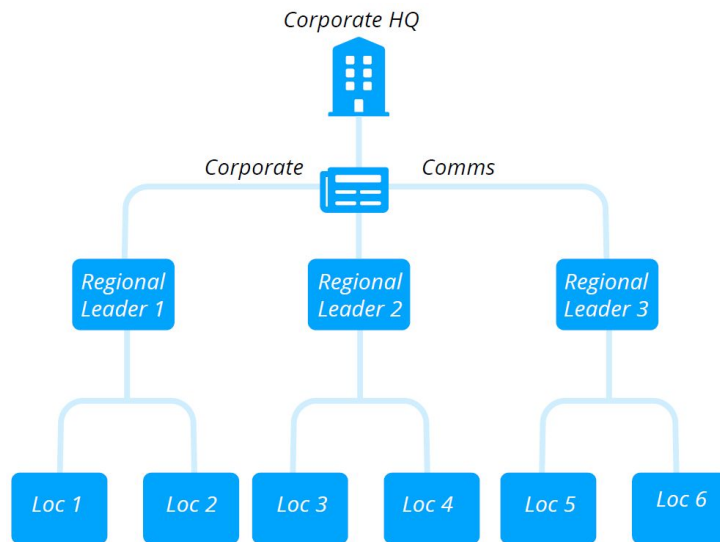 Corporate HQ
Corporate
Comms
Regional
Leader 1
Regional
Leader 2
Regional
Leader 3
Loc 1
Loc 2
Loc 3
Loc 4
Loc 5
Loc 6